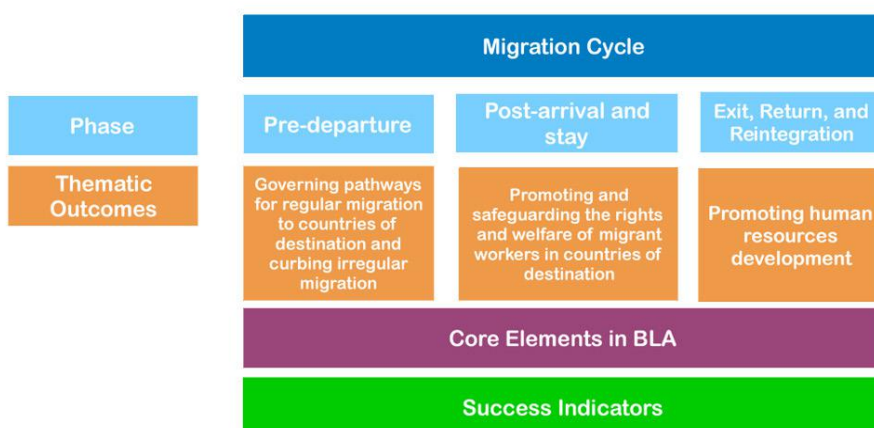 Migration Cycle
Phase
Pre-departure
Post-arrival and
stay
Exit, Return, and
Reintegration
Thematic
Outcomes
Governing pathways
for regular migration
to countries of
destination and
curbing irregular
migration
Promoting and
safeguarding the rights
and welfare of migrant
workers in countries of
destination
Promoting human
resources
development
Core Elements in BLA
Success Indicators